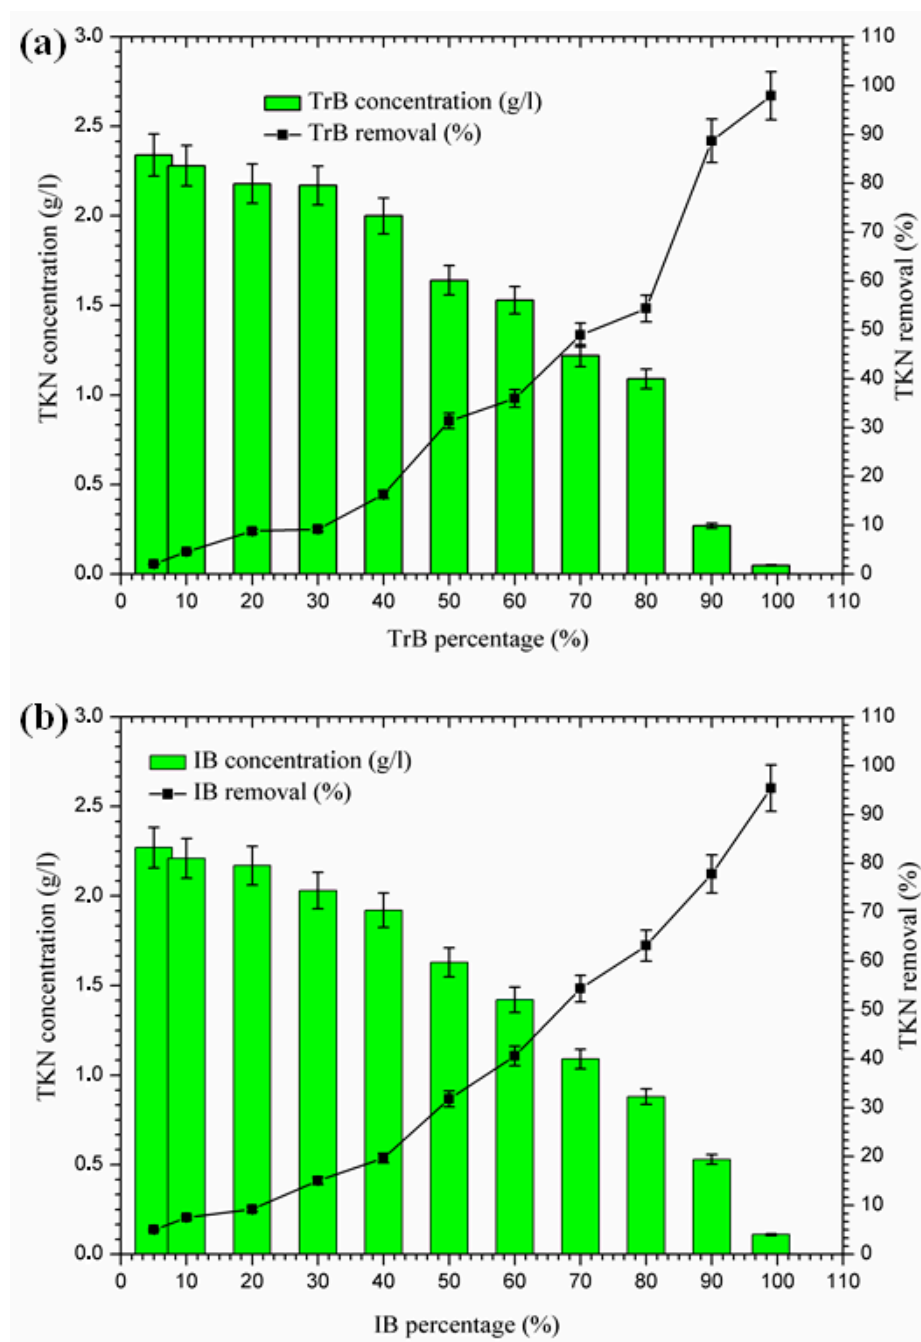 (a)
3.0
2.5
2.0
1.5
1.0
0.5
0.0
TKN concentration (g/l)
TrB concentration (g/l)
TrB removal (%)
110
100
90
80
70
60
50
40
30
20
10
0
TKN removal (%)
0 10 20 30 40 50 60 70 80 90 100 110
TrB percentage (%)
(b)
3.0
2.5
2.0
1.5
1.0
0.5
0.0
TKN concentration (g/l)
IB concentration (g/l)
IB removal (%)
110
100
90
80
70
60
50
40
30
20
10
0
TKN removal (%)
0 10 20 30 40 50 60 70 80 90 100 110
IB percentage (%)